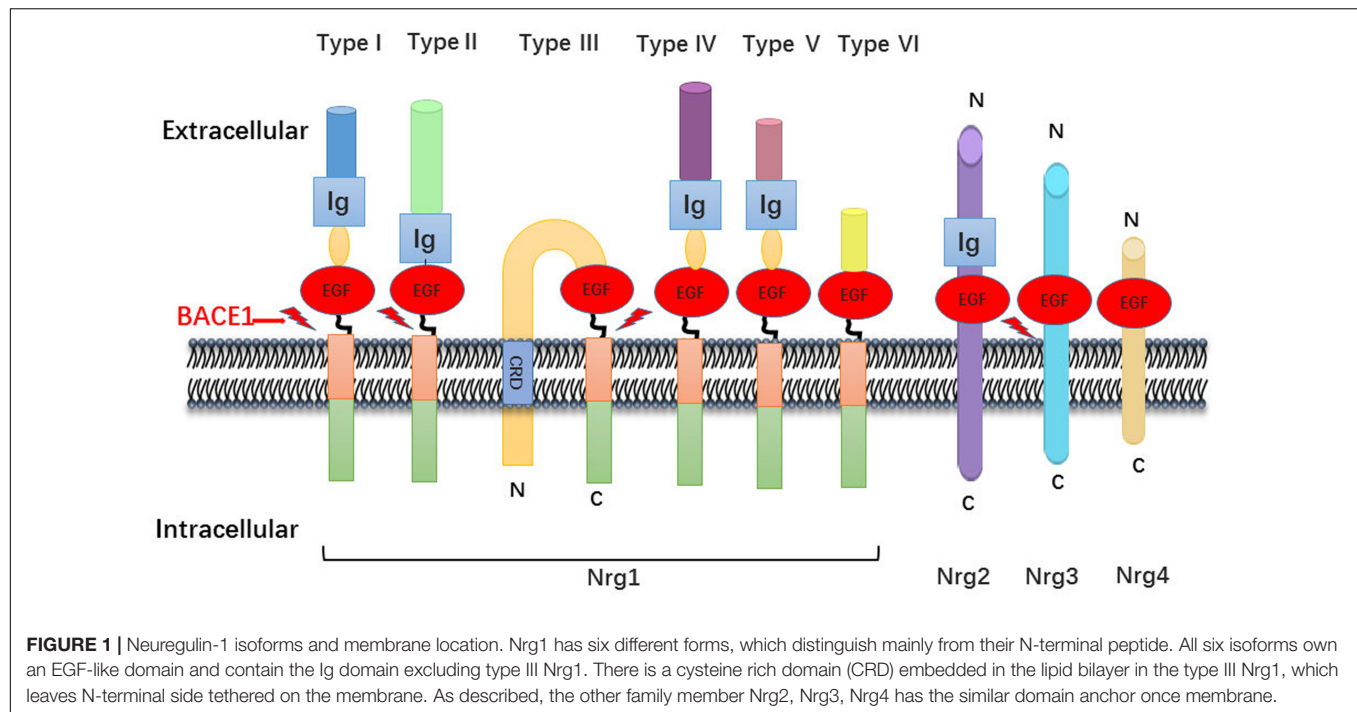 Type I Type II Type III Type IV Type V Type VI
N
Extracellular N
N
Ig Ig Ig
Ig Ig
EGF EGF EGF EGF EGF EGF EGF EGF EGF
BACE1
CRD
N C C C C
Intracellular
Nrg1 Nrg2 Nrg3 Nrg4
FIGURE 1 | Neuregulin-1 isoforms and membrane location. Nrg1 has six different forms, which distinguish mainly from their N-terminal peptide. All six isoforms own
an EGF-like domain and contain the Ig domain excluding type III Nrg1. There is a cysteine rich domain (CRD) embedded in the lipid bilayer in the type III Nrg1, which
leaves N-terminal side tethered on the membrane. As described, the other family member Nrg2, Nrg3, Nrg4 has the similar domain anchor once membrane.